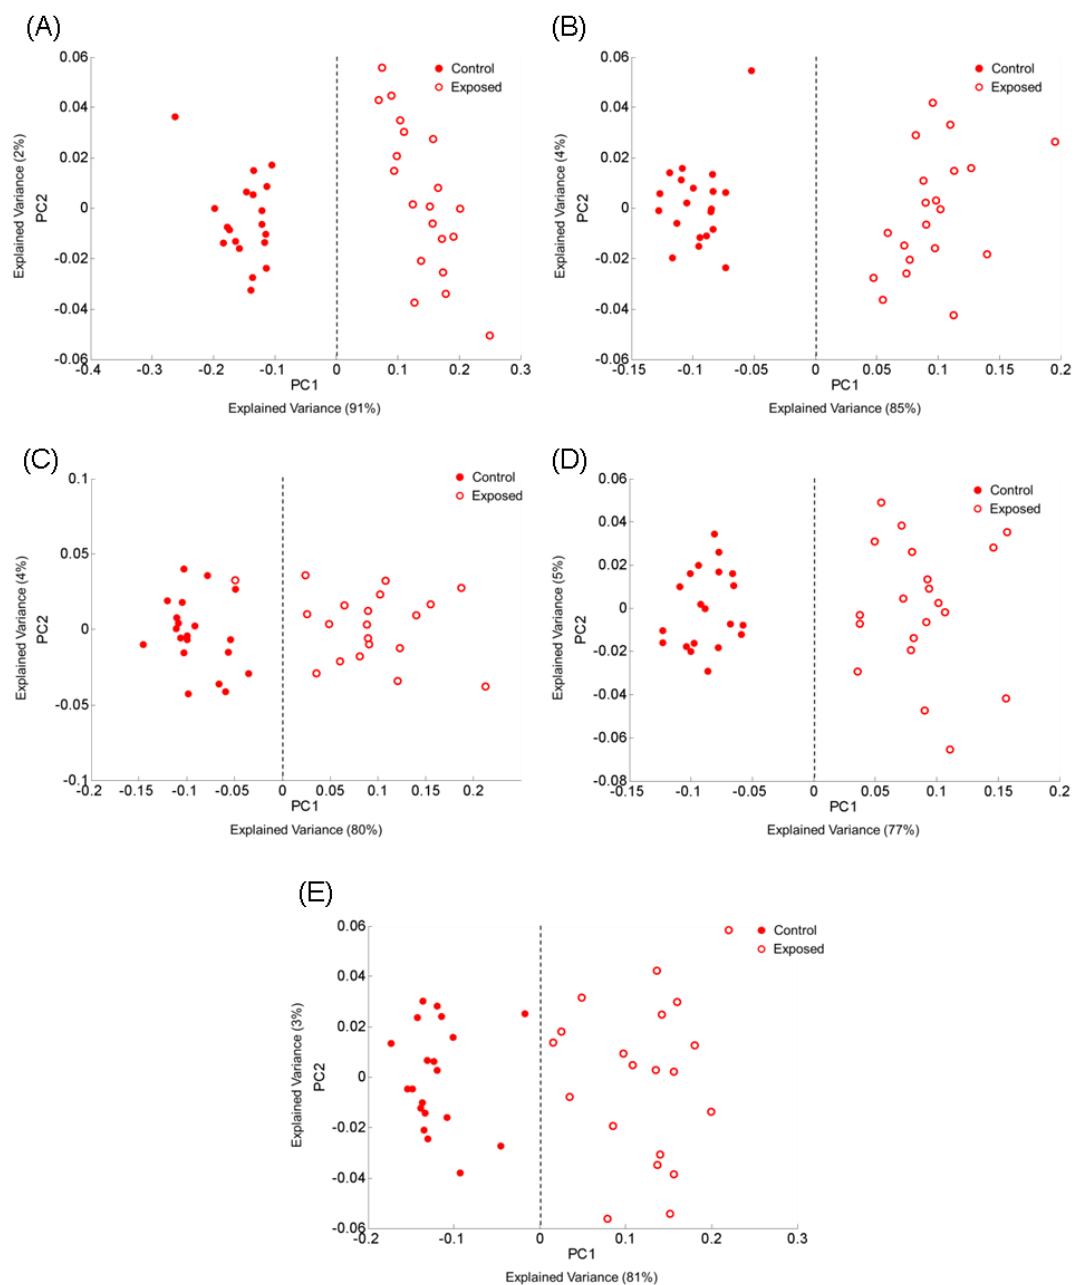 (A)
0.06
0.04
0.02
0
-0.02
-0.04
-0.06
Explained Variance (2%)
PC2
Control
Exposed
-0.4
-0.3
-0.2
-0.1
0
0.1
0.2
0.3
PC1
Explained Variance (91%)
(B)
0.06
0.04
0.02
0
-0.02
-0.04
-0.06
Explained Variance (4%)
PC2
Control
Exposed
-0.15
-0.1
-0.05
0
0.05
0.1
0.15
0.2
PC1
Explained Variance (85%)
(C)
0.1
0.05
0
-0.05
-0.1
Explained Variance (4%)
PC2
Control
Exposed
-0.2
-0.15
-0.1
-0.05
0
0.05
0.1
0.15
0.2
PC1
Explained Variance (80%)
(D)
0.06
0.04
0.02
0
-0.02
-0.04
-0.06
-0.08
Explained Variance (5%)
PC2
Control
Exposed
-0.15
-0.1
-0.05
0
0.05
0.1
0.15
0.2
PC1
Explained Variance (77%)
(E)
0.06
0.04
0.02
0
-0.02
-0.04
-0.06
Explained Variance (3%)
PC2
Control
Exposed
-0.2
-0.1
0
0.1
0.2
0.3
PC1
Explained Variance (81%)